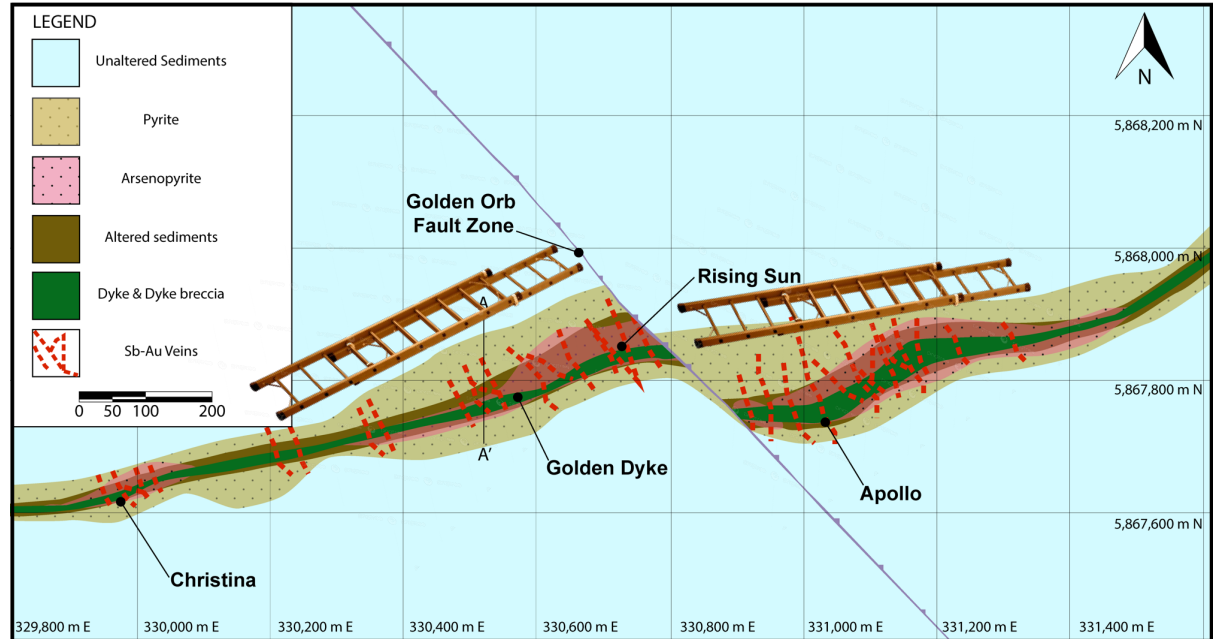 LEGEND
Unaltered Sediments
Pyrite
Arsenopyrite
Altered sediments
Dyke & Dyke breccia
Sb-Au Veins
0 50 100 200
N
5,868,200 m N
Golden Orb
Fault Zone
5,868,000 m N
Rising Sun
A
5,867,800 m N
A'
Golden Dyke
Apollo
5,867,600 m N
Christina
329,800 m E 330,000 m E 330,200 m E 330,400 m E 330,600 m E 330,800 m E 331,000 m E 331,200 m E 331,400 m E